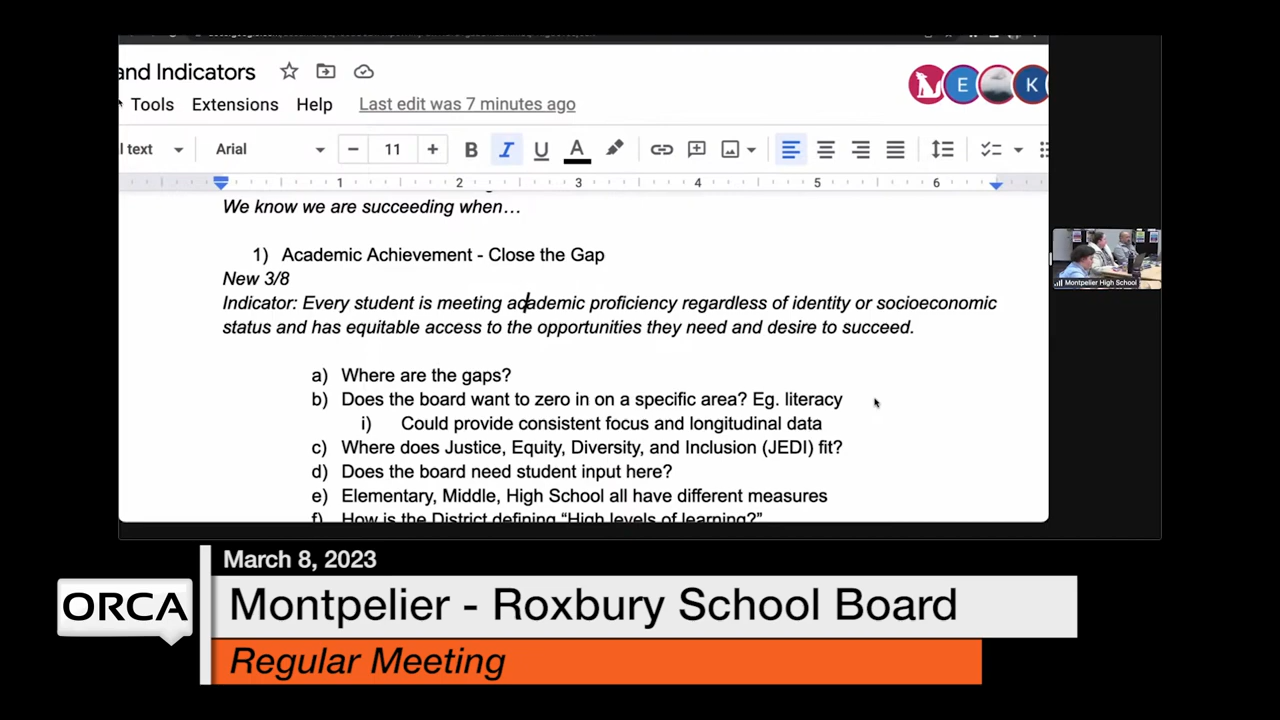 and Indicators
E
K
Tools Extensions Help Last edit was 7 minutes ago
l text Arial 11 B I U A
1 2 3 4 5 6
We know we are succeeding when…
1) Academic Achievement - Close the Gap
New 3/8
Indicator: Every student is meeting academic proficiency regardless of identity or socioeconomic
status and has equitable access to the opportunities they need and desire to succeed.
a) Where are the gaps?
b) Does the board want to zero in on a specific area? Eg. literacy
i) Could provide consistent focus and longitudinal data
c) Where does Justice, Equity, Diversity, and Inclusion (JEDI) fit?
d) Does the board need student input here?
e) Elementary, Middle, High School all have different measures
f) How is the District defining “High levels of learning?”
Montpelier High School
March 8, 2023
ORCA
Montpelier - Roxbury School Board
Regular Meeting